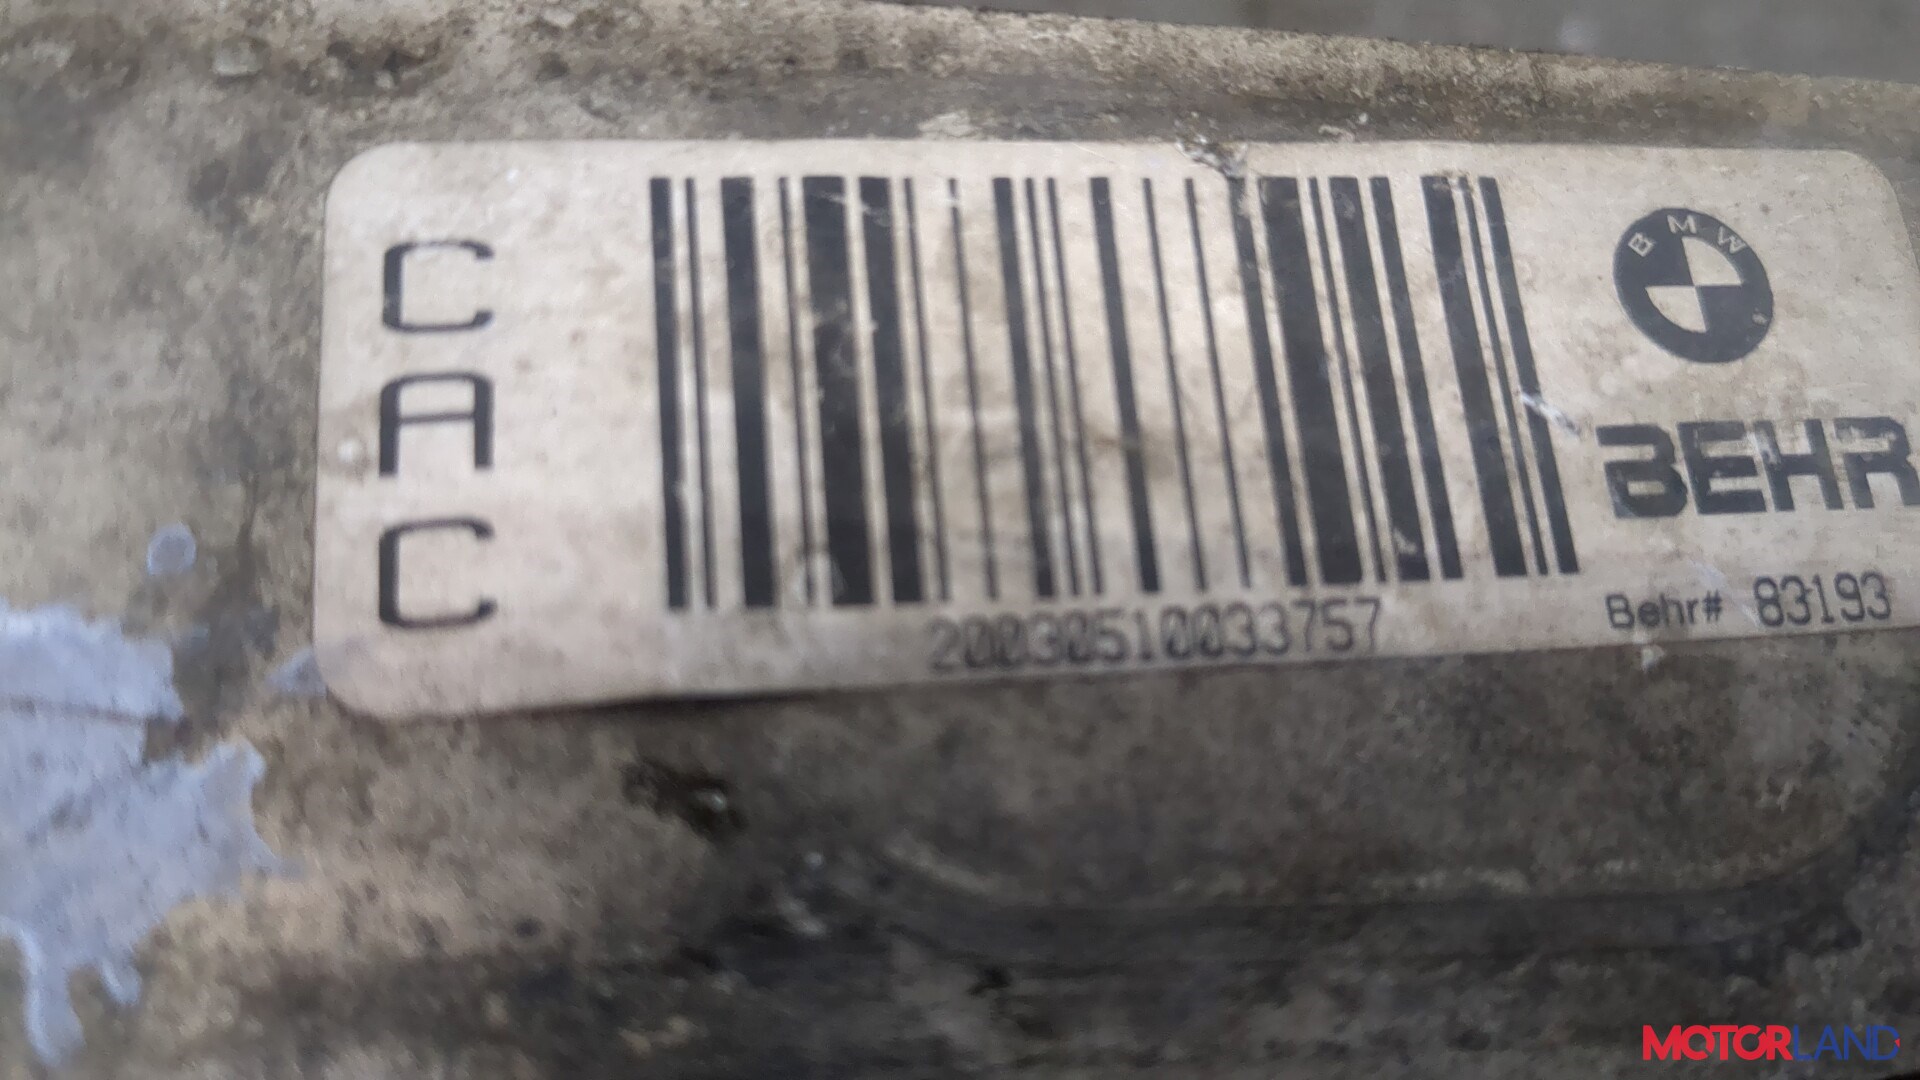 CAC
BMW
BEHR
20030510033757
Behr# 83193
MOTORLAND